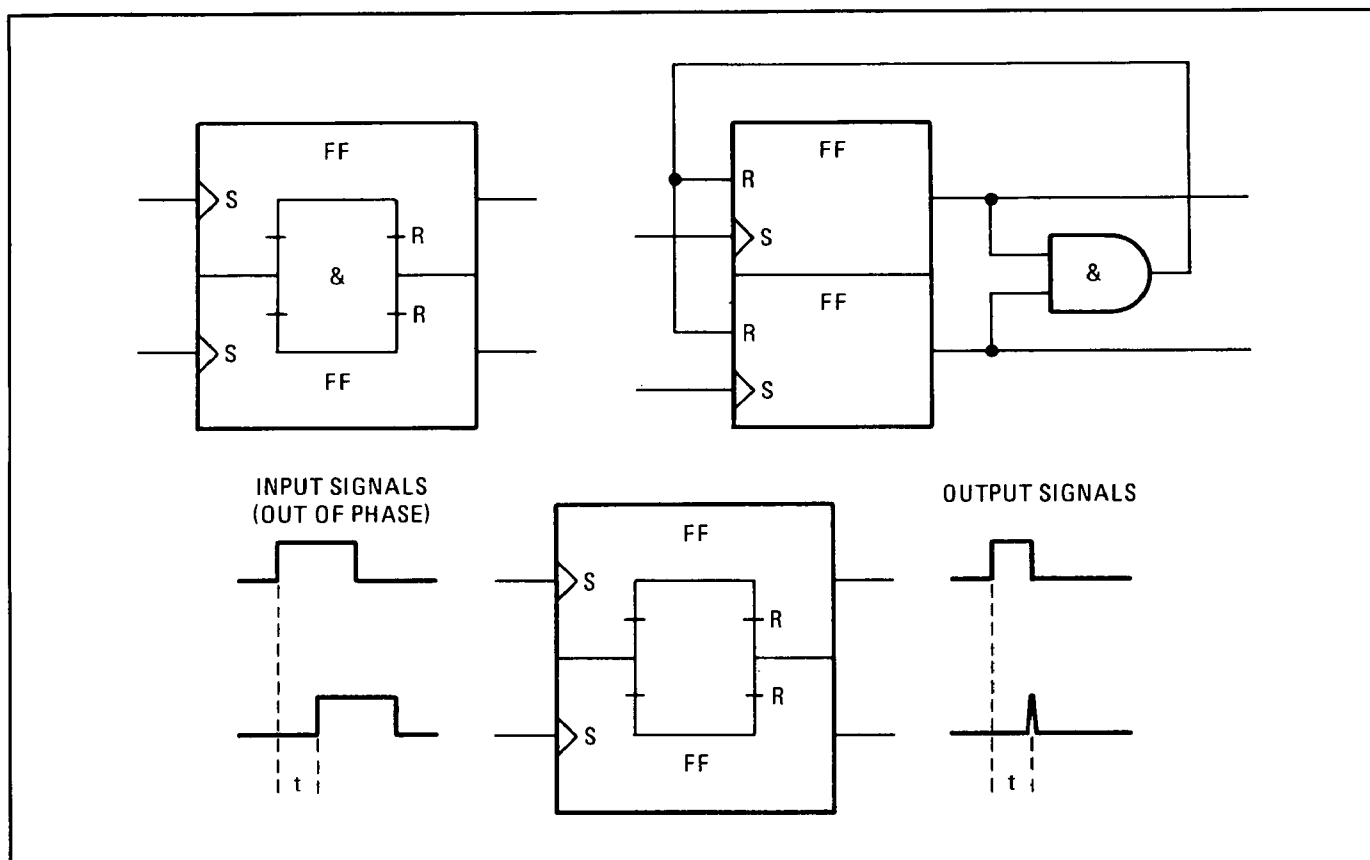 FF
S
R
&
R
S
FF
FF
R
S
&
FF
R
S
INPUT SIGNALS
(OUT OF PHASE)
t
FF
S
R
R
S
FF
OUTPUT SIGNALS
t